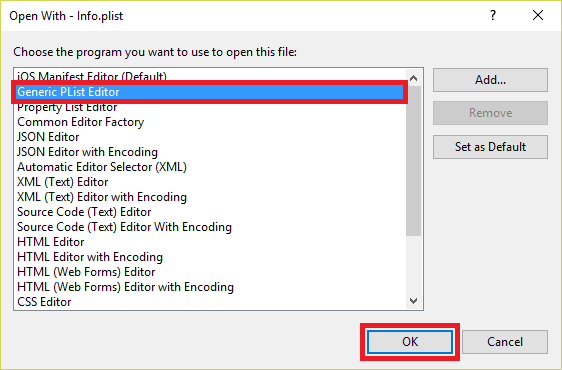 Open With - Info.plist
Choose the program you want to use to open this file:
iOS Manifest Editor (Default)
Generic PList Editor
Property List Editor
Common Editor Factory
JSON Editor
JSON Editor with Encoding
Automatic Editor Selector (XML)
XML (Text) Editor
XML (Text) Editor with Encoding
Source Code (Text) Editor
Source Code (Text) Editor With Encoding
HTML Editor
HTML Editor with Encoding
HTML (Web Forms) Editor
HTML (Web Forms) Editor with Encoding
CSS Editor
Add...
Remove
Set as Default
OK
Cancel